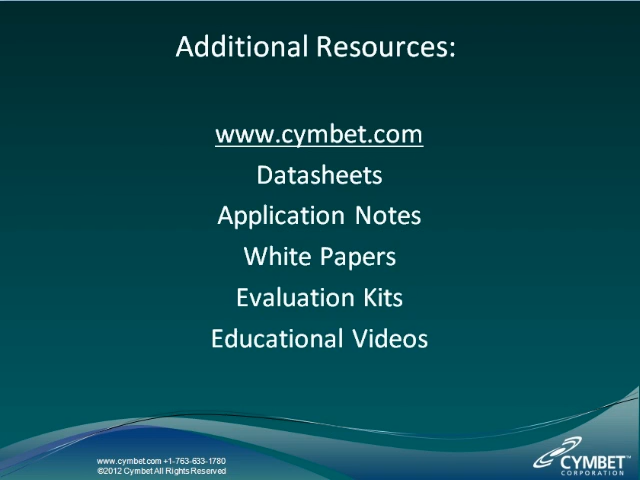 Additional Resources:
www.cymbet.com
Datasheets
Application Notes
White Papers
Evaluation Kits
Educational Videos
www.cymbet.com +1-763-633-1780
©2012 Cymbet All Rights Reserved
CYMBET™
CORPORATION